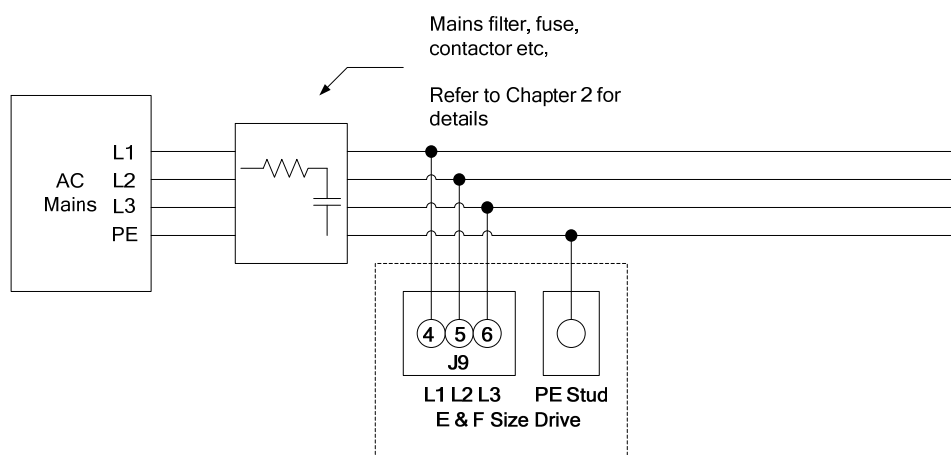 Mains filter, fuse,
contactor etc,
Refer to Chapter 2 for
details
AC
Mains
L1
L2
L3
PE
4 5 6
J9
L1 L2 L3
PE Stud
E & F Size Drive